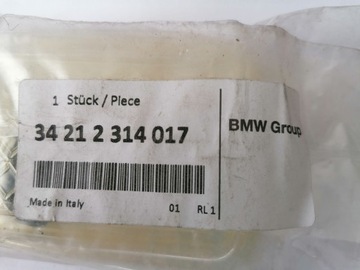 1 Stück / Piece
34 21 2 314 017
BMW Group
Made in Italy
01 RL 1